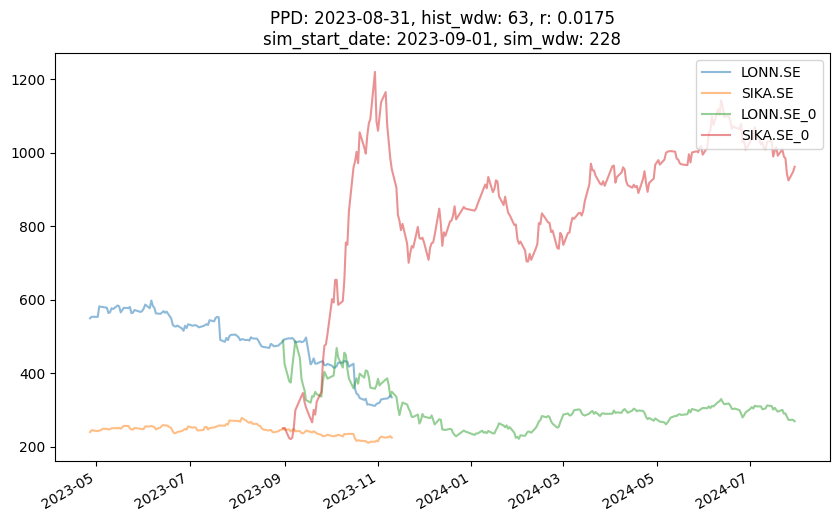 PPD: 2023-08-31, hist_wdw: 63, r: 0.0175
sim_start_date: 2023-09-01, sim_wdw: 228
1200
1000
800
600
400
200
LONN.SE
SIKA.SE
LONN.SE_0
SIKA.SE_0
2023-05
2023-07
2023-09
2023-11
2024-01
2024-03
2024-05
2024-07